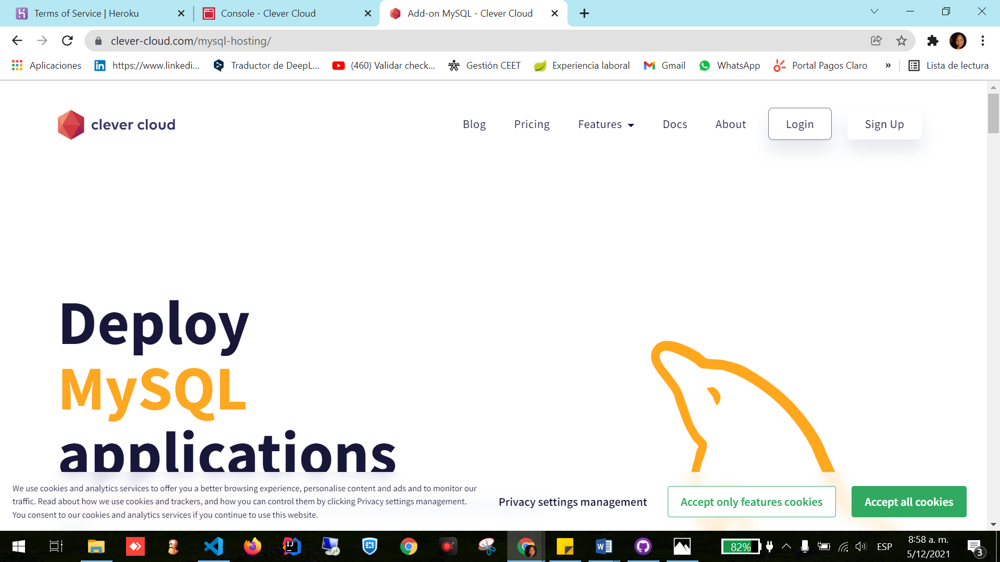 Terms of Service | Heroku
Console - Clever Cloud
Add-on MySQL - Clever Cloud
clever-cloud.com/mysql-hosting/
Aplicaciones
https://www.linkedi...
Traductor de DeepL...
(460) Validar check...
SENA
Gestión CEET
Experiencia laboral
Gmail
WhatsApp
Portal Pagos Claro
»
Lista de lectura
clever cloud
Blog
Pricing
Features
Docs
About
Login
Sign Up
Deploy
MySQL
applications
We use cookies and analytics services to offer you a better browsing experience, personalise content and ads and to monitor our
traffic. Read about how we use cookies and trackers, and how you can control them by clicking Privacy settings management.
You consent to our cookies and analytics services if you continue to use this website.
Privacy settings management
Accept only features cookies
Accept all cookies
IJ
W
82%
ESP
8:58 a. m.
5/12/2021
3